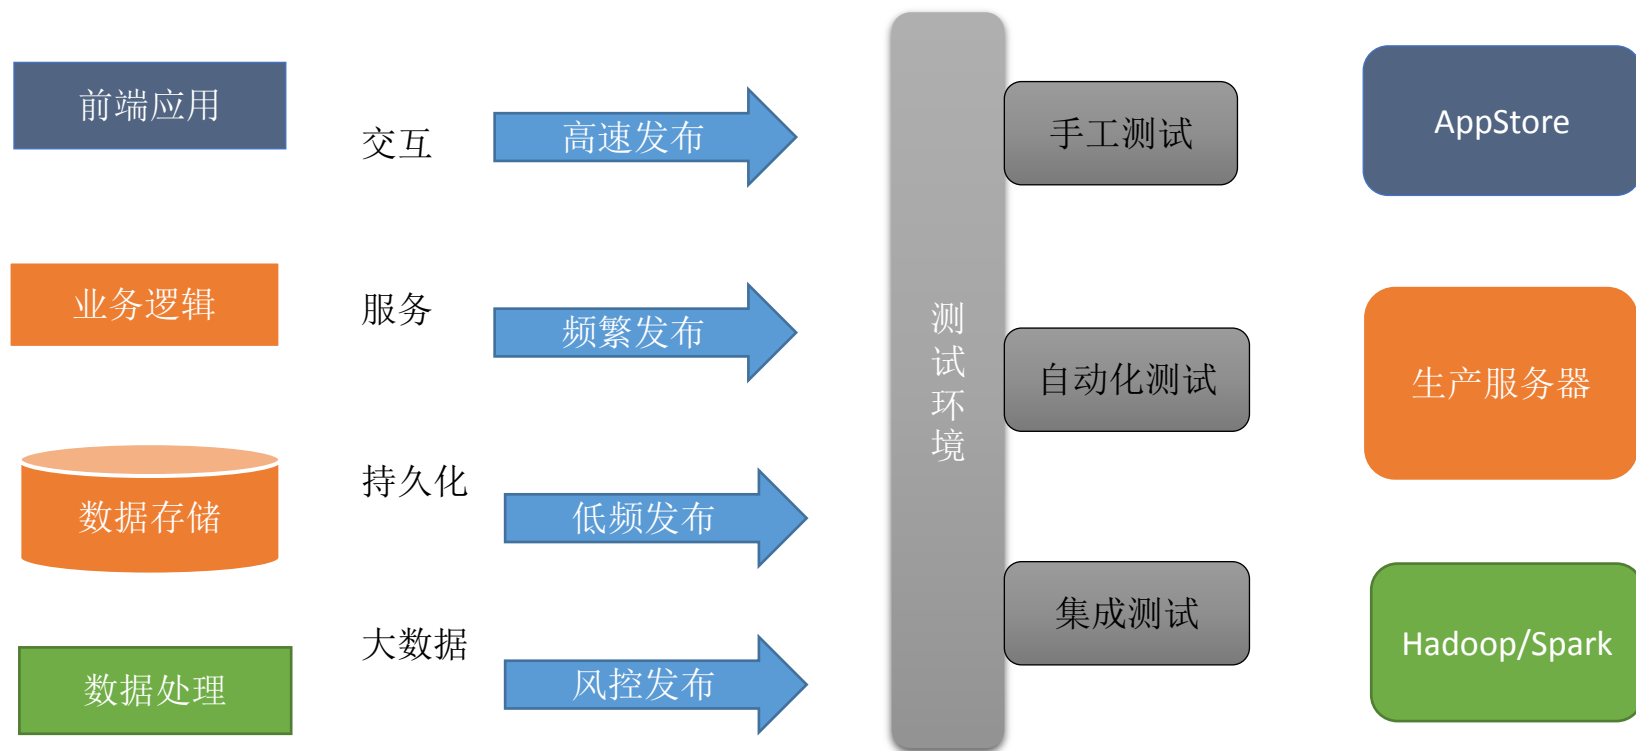 前端应用
交互
高速发布
手工测试
AppStore
业务逻辑
服务
频繁发布
测试环境
自动化测试
生产服务器
数据存储
持久化
低频发布
集成测试
Hadoop/Spark
数据处理
大数据
风控发布